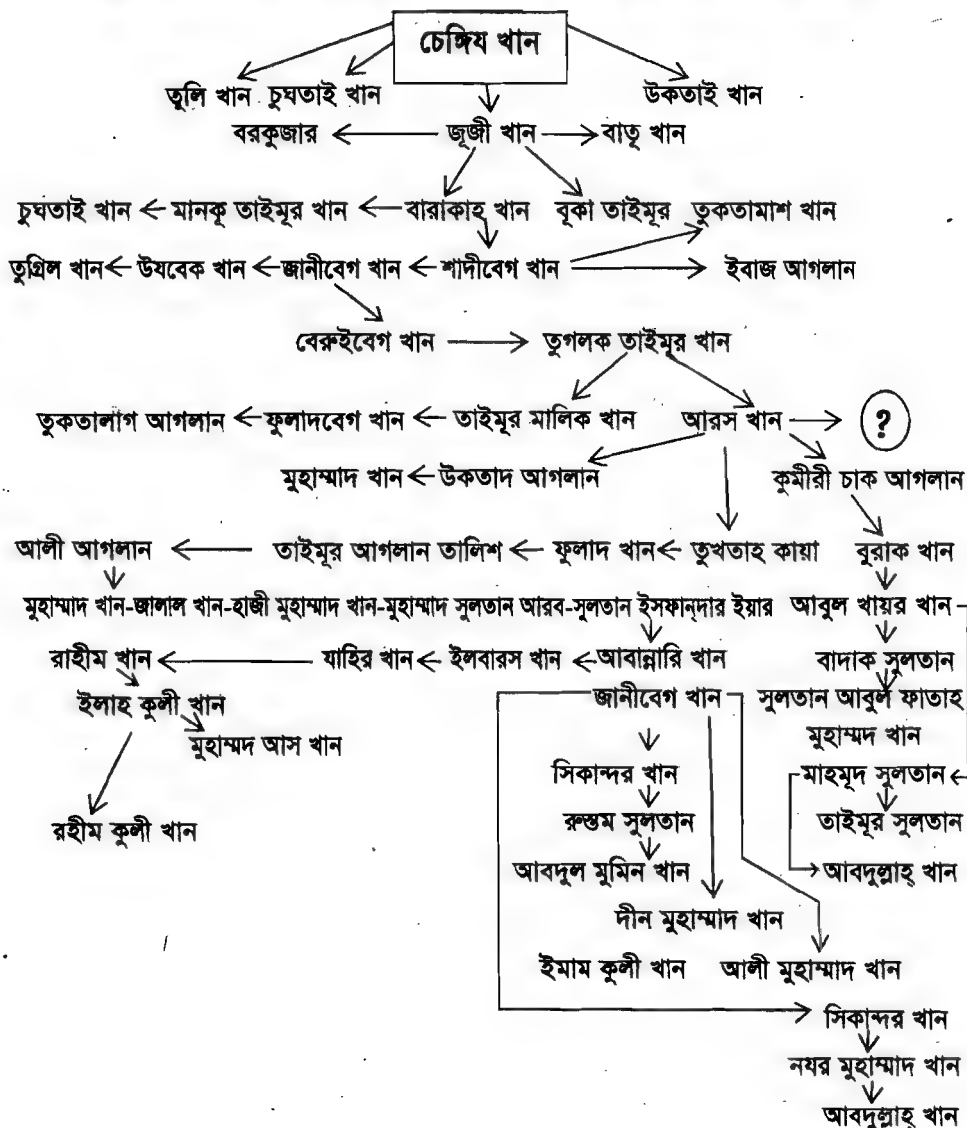 চেঙ্গিয খান
তূলি খান চুঘতাই খান উকতাই খান
বরকুজার জূজী খান বাতূ খান
চুঘতাই খান মানকূ তাইমূর খান বারাকাহ খান বূকা তাইমূর তুকতামাশ খান
তুগ্রিল খান উযবেক খান জানীবেগ খান শাদীবেগ খান ইবাজ আগলান
বেরুইবেগ খান তুগলক তাইমূর খান
তুকতালাগ আগলান ফুলাদবেগ খান তাইমূর মালিক খান আরস খান ?
মুহাম্মাদ খান উকতাদ আগলান কুমীরী চাক আগলান
আলী আগলান তাইমূর আগলান তালিশ ফুলাদ খান তুখতাহ কায়া বুরাক খান
মুহাম্মাদ খান-জালাল খান-হাজী মুহাম্মাদ খান-মুহাম্মাদ সুলতান আরব-সুলতান ইসফান্দার ইয়ার আবুল খায়র খান
রাহীম খান যাহির খান ইলবারস খান আবান্নারি খান বাদাক সুলতান
ইলাহ কুলী খান জানীবেগ খান সুলতান আবুল ফাতাহ
মুহাম্মদ আস খান মুহাম্মদ খান
সিকান্দর খান মাহমূদ সুলতান
রহীম কুলী খান রুস্তম সুলতান তাইমূর সুলতান
আবদুল মুমিন খান আবদুল্লাহ্ খান
দীন মুহাম্মাদ খান
ইমাম কুলী খান আলী মুহাম্মাদ খান
সিকান্দর খান
নযর মুহাম্মাদ খান
আবদুল্লাহ্ খান